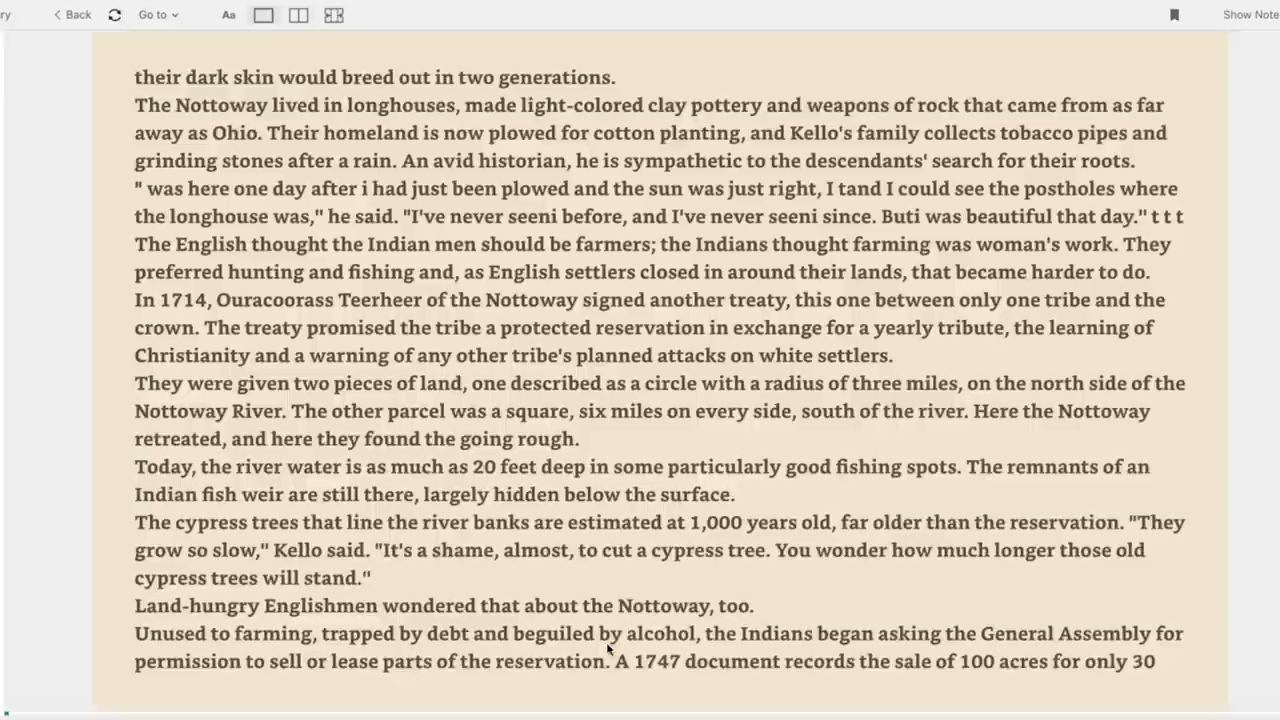 ry Back Go to Aa Show Note
their dark skin would breed out in two generations.
The Nottoway lived in longhouses, made light-colored clay pottery and weapons of rock that came from as far
away as Ohio. Their homeland is now plowed for cotton planting, and Kello's family collects tobacco pipes and
grinding stones after a rain. An avid historian, he is sympathetic to the descendants' search for their roots.
" was here one day after i had just been plowed and the sun was just right, I tand I could see the postholes where
the longhouse was," he said. "I've never seeni before, and I've never seeni since. Buti was beautiful that day." t t t
The English thought the Indian men should be farmers; the Indians thought farming was woman's work. They
preferred hunting and fishing and, as English settlers closed in around their lands, that became harder to do.
In 1714, Ouracoorass Teerheer of the Nottoway signed another treaty, this one between only one tribe and the
crown. The treaty promised the tribe a protected reservation in exchange for a yearly tribute, the learning of
Christianity and a warning of any other tribe's planned attacks on white settlers.
They were given two pieces of land, one described as a circle with a radius of three miles, on the north side of the
Nottoway River. The other parcel was a square, six miles on every side, south of the river. Here the Nottoway
retreated, and here they found the going rough.
Today, the river water is as much as 20 feet deep in some particularly good fishing spots. The remnants of an
Indian fish weir are still there, largely hidden below the surface.
The cypress trees that line the river banks are estimated at 1,000 years old, far older than the reservation. "They
grow so slow," Kello said. "It's a shame, almost, to cut a cypress tree. You wonder how much longer those old
cypress trees will stand."
Land-hungry Englishmen wondered that about the Nottoway, too.
Unused to farming, trapped by debt and beguiled by alcohol, the Indians began asking the General Assembly for
permission to sell or lease parts of the reservation. A 1747 document records the sale of 100 acres for only 30